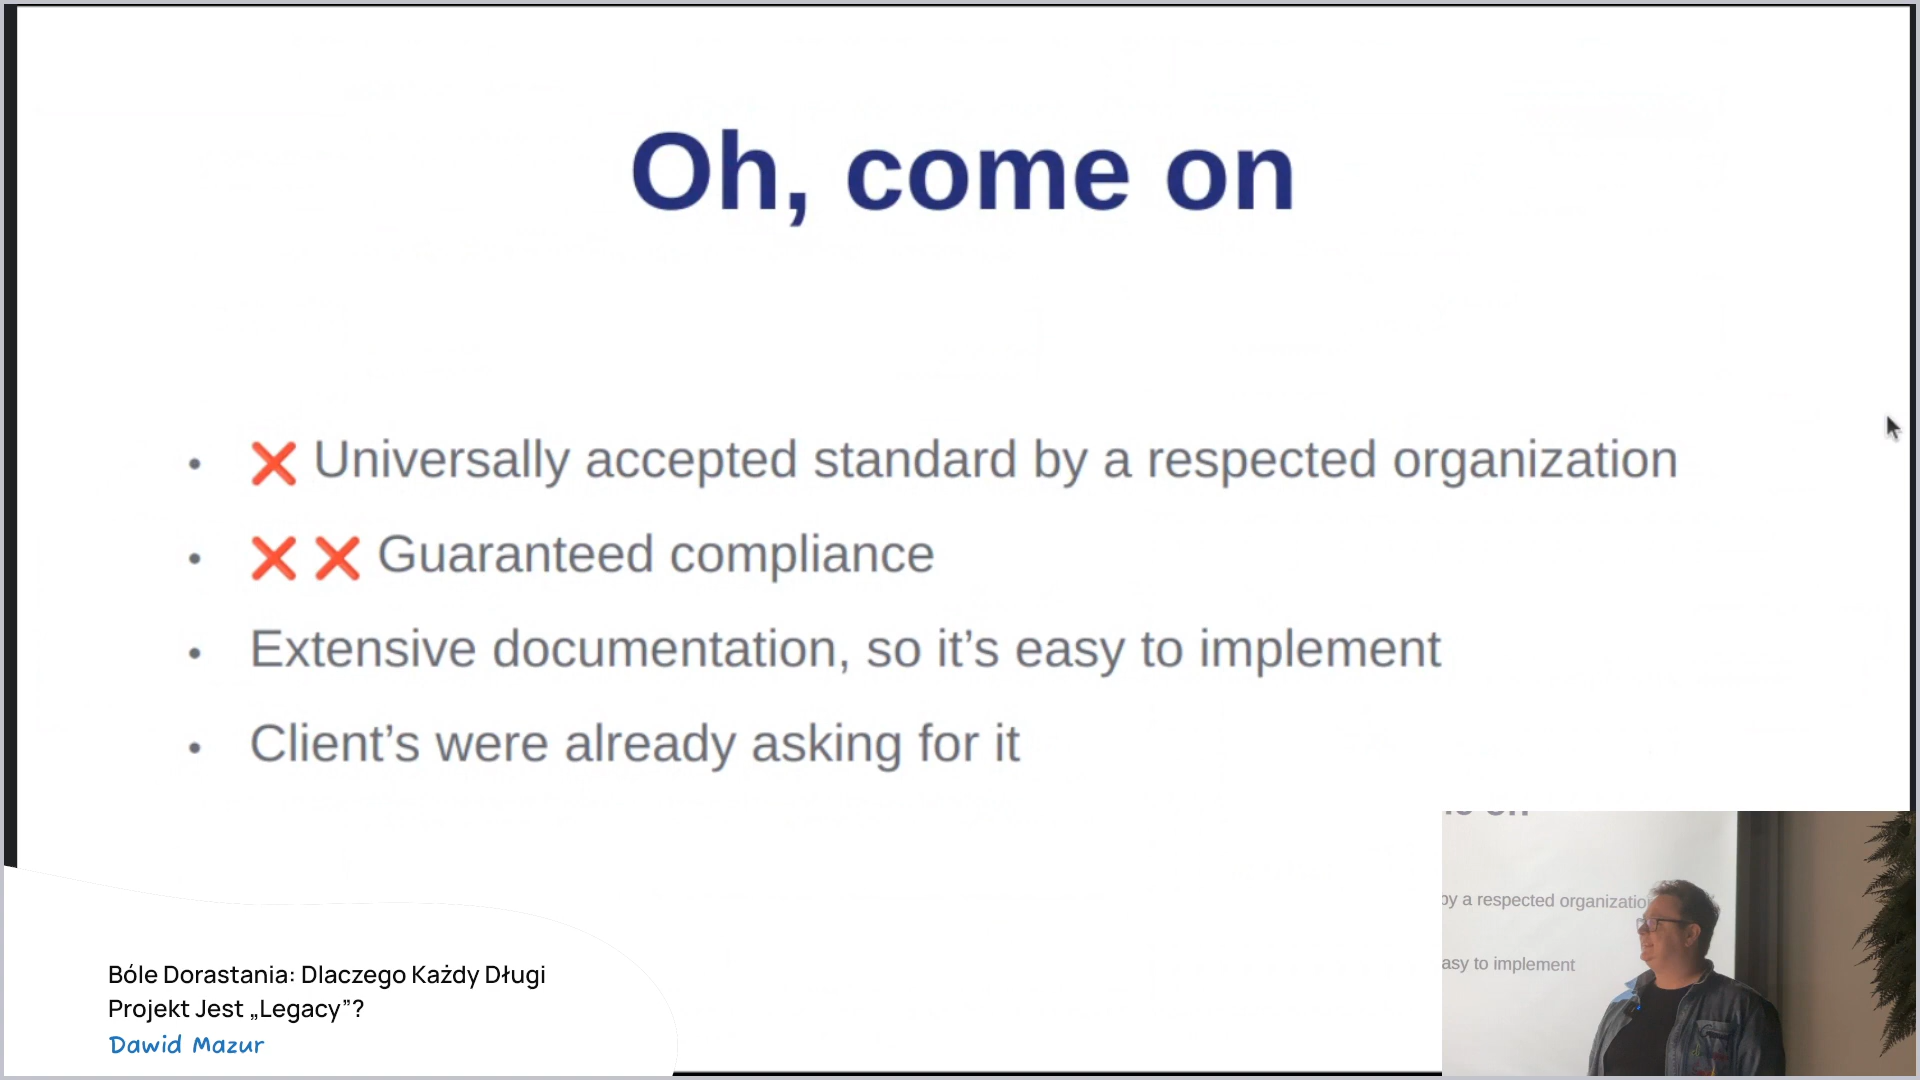 Oh, come on
• ❌ Universally accepted standard by a respected organization
• ❌ ❌ Guaranteed compliance
• Extensive documentation, so it’s easy to implement
• Client’s were already asking for it
by a respected organizatio
asy to implement
Bóle Dorastania: Dlaczego Każdy Długi
Projekt Jest „Legacy”?
Dawid Mazur